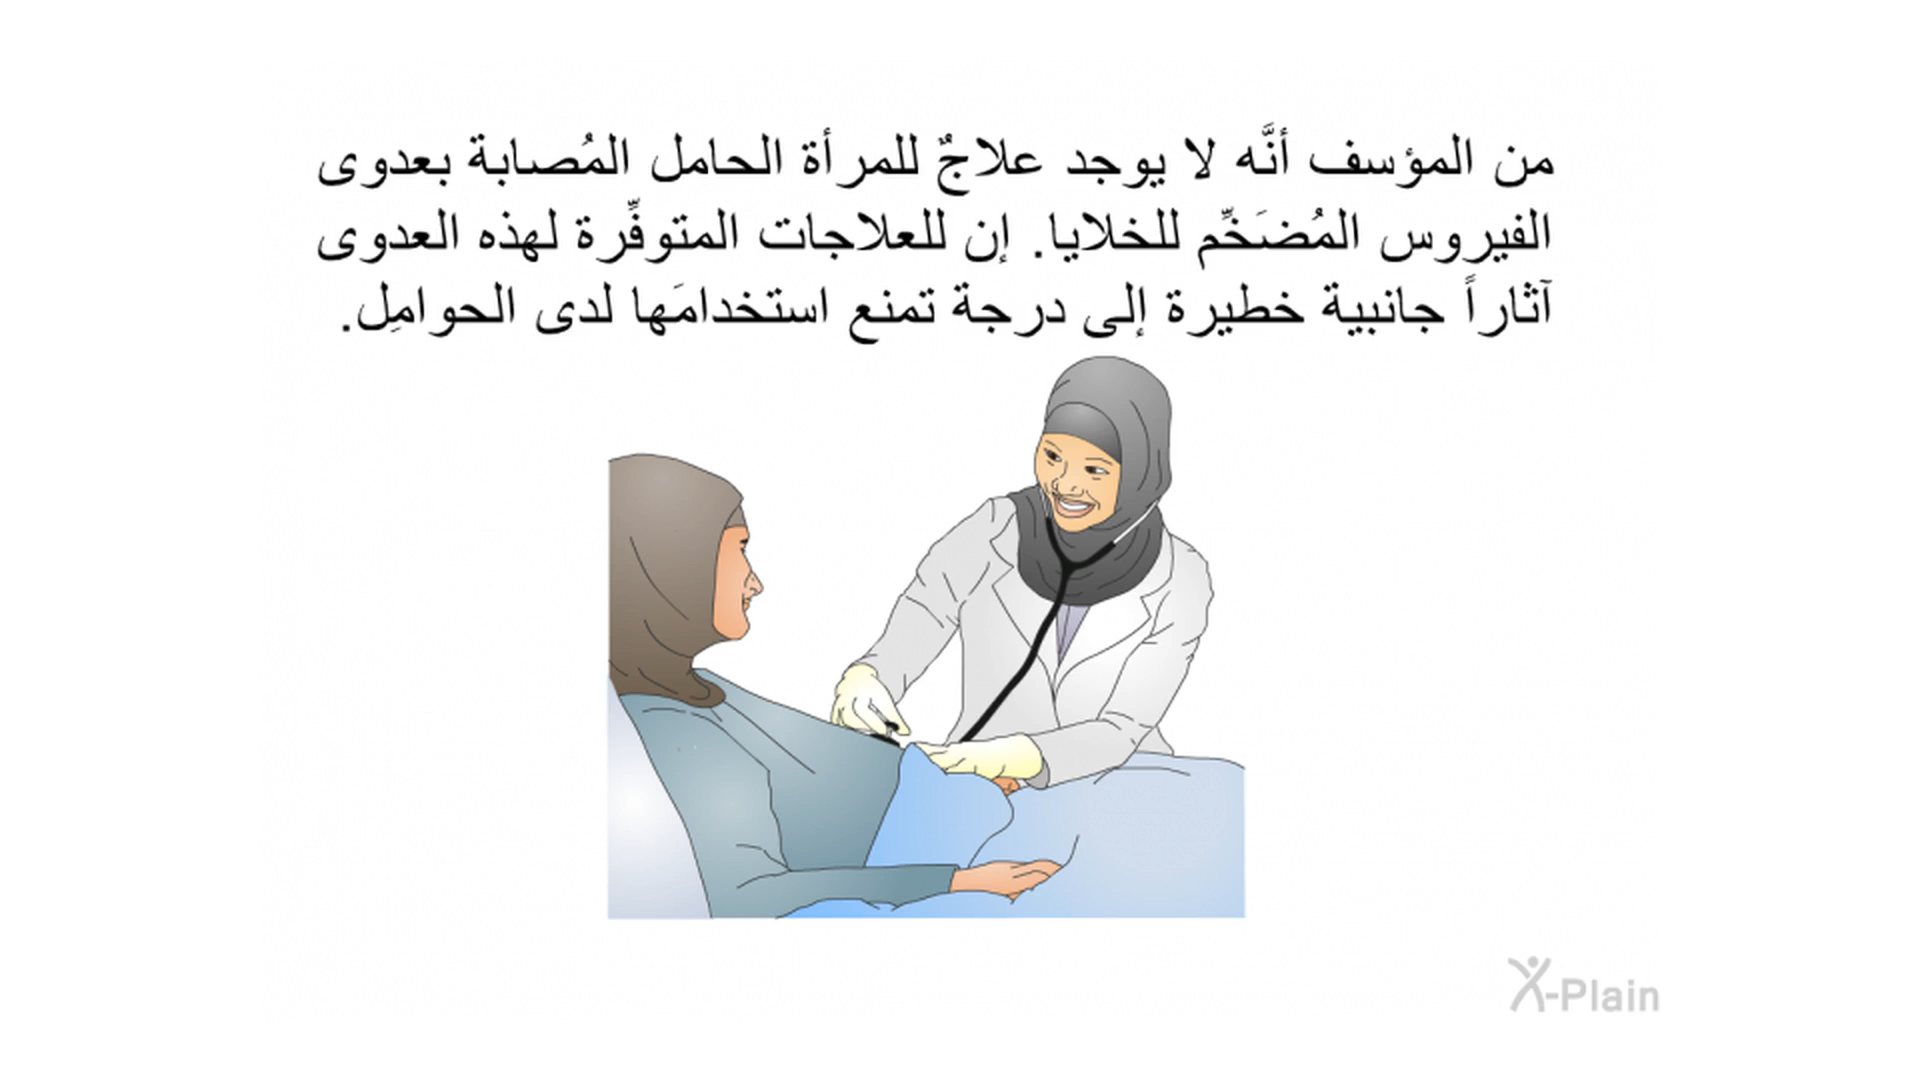 من المؤسف أنَّه لا يوجد علاجٌ للمرأة الحامل المُصابة بعدوى
الفيروس المُضَخِّم للخلايا. إن للعلاجات المتوفِّرة لهذه العدوى
آثاراً جانبية خطيرة إلى درجة تمنع استخدامَها لدى الحوامِل.
X-Plain